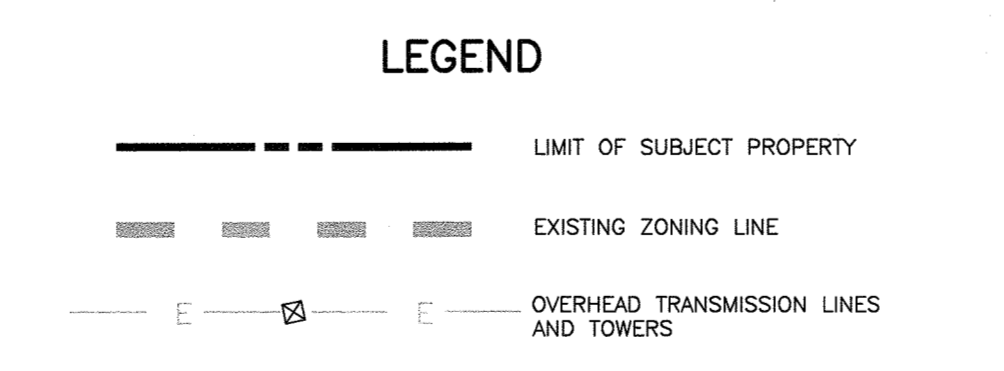 LEGEND
LIMIT OF SUBJECT PROPERTY
EXISTING ZONING LINE
E E OVERHEAD TRANSMISSION LINES
AND TOWERS